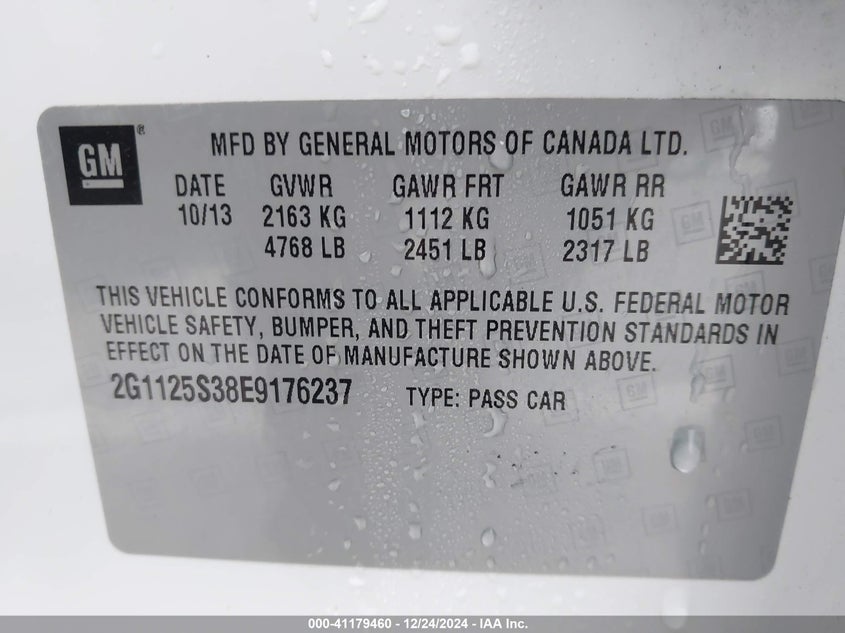 GM ®
MFD BY GENERAL MOTORS OF CANADA LTD.
DATE GVWR GAWR FRT GAWR RR
10/13 2163 KG 1112 KG 1051 KG
4768 LB 2451 LB 2317 LB
THIS VEHICLE CONFORMS TO ALL APPLICABLE U.S. FEDERAL MOTOR
VEHICLE SAFETY, BUMPER, AND THEFT PREVENTION STANDARDS IN
EFFECT ON THE DATE OF MANUFACTURE SHOWN ABOVE.
2G1125S38E9176237 TYPE: PASS CAR
000-41179460 - 12/24/2024 - IAA Inc.